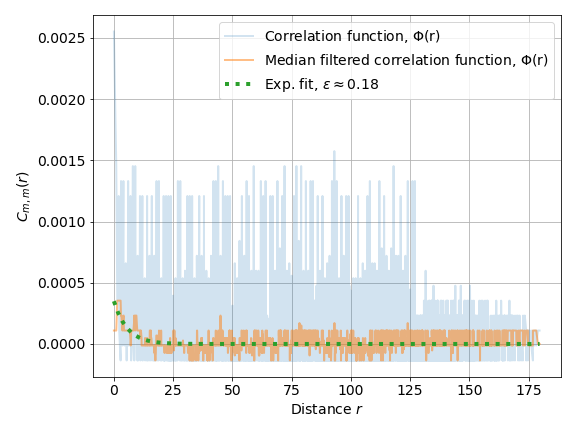 Correlation function, Φ(r)
Median filtered correlation function, Φ(r)
Exp. fit, ε ≈ 0.18
0.0025
0.0020
0.0015
0.0010
0.0005
0.0000
C_{m,m}(r)
0 25 50 75 100 125 150 175
Distance r